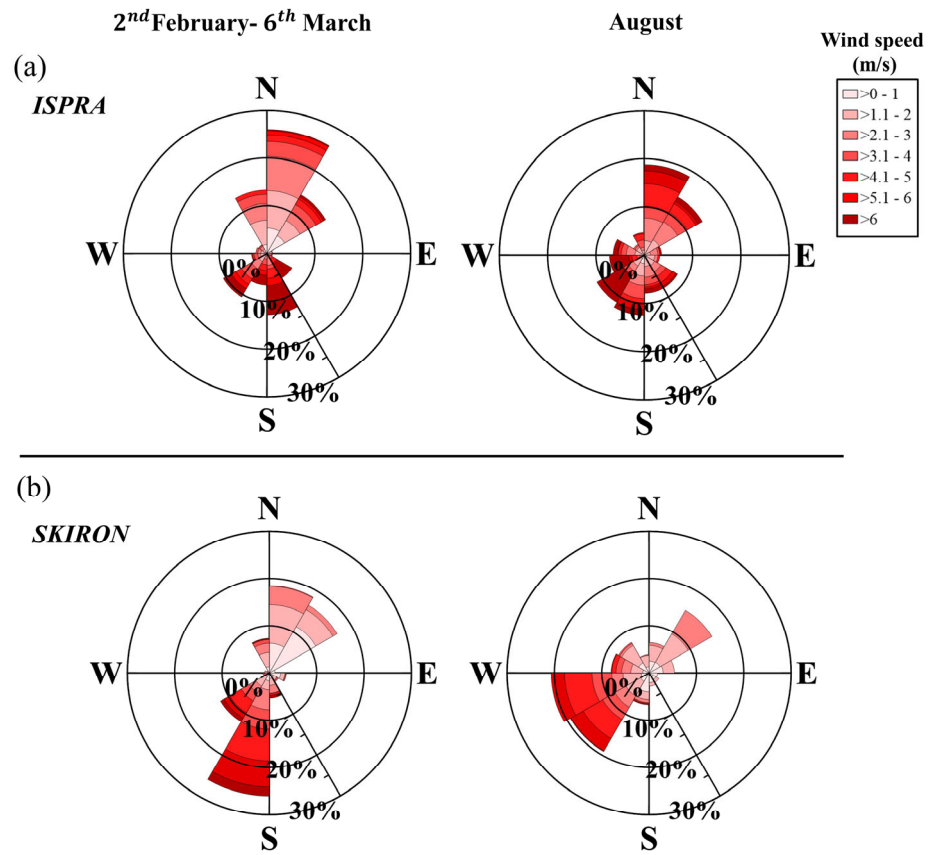 2ⁿᵈFebruary- 6ᵗʰ March
August
Wind speed
(m/s)
>0 - 1
>1.1 - 2
>2.1 - 3
>3.1 - 4
>4.1 - 5
>5.1 - 6
>6
(a)
ISPRA
N
W
E
S
0%
10%
20%
30%
N
W
E
S
0%
10%
20%
30%
(b)
SKIRON
N
W
E
S
0%
10%
20%
30%
N
W
E
S
0%
10%
20%
30%